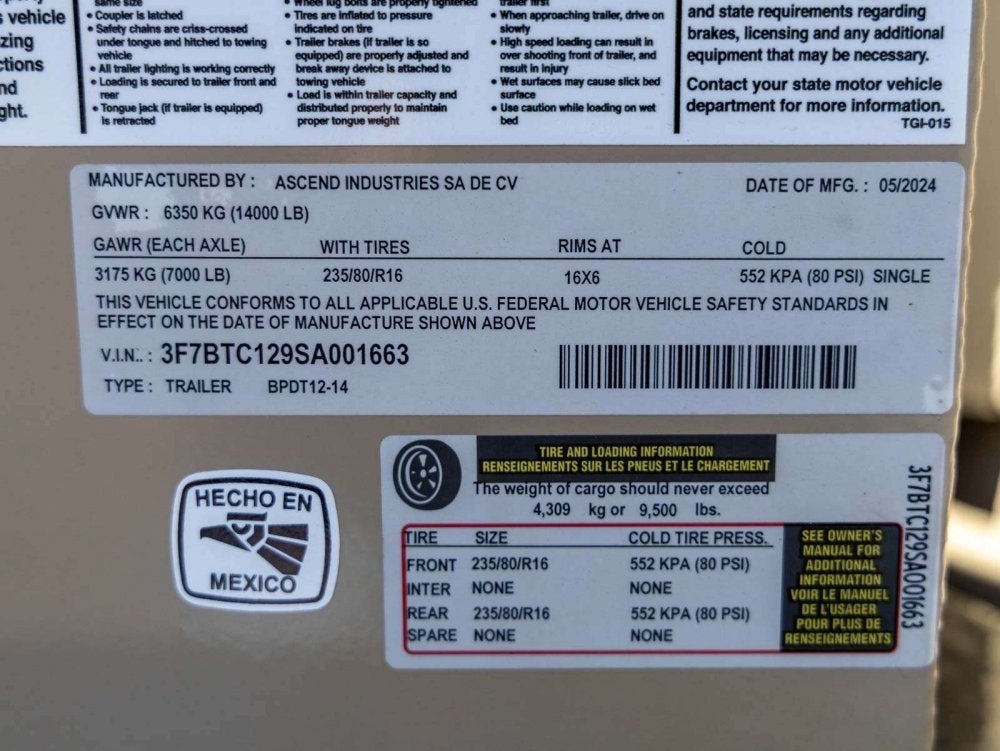 s vehicle
zing
ctions
nd
ght.
same size
• Coupler is latched
• Safety chains are criss-crossed
under tongue and hitched to towing
vehicle
• All trailer lighting is working correctly
• Loading is secured to trailer front and
rear
• Tongue jack (if trailer is equipped)
is retracted
• Wheel lug bolts are properly tightened
• Tires are inflated to pressure
indicated on tire
• Trailer brakes (if trailer is so
equipped) are properly adjusted and
break away device is attached to
towing vehicle
• Load is within trailer capacity and
distributed properly to maintain
proper tongue weight
trailer first
• When approaching trailer, drive on
slowly
• High speed loading can result in
over shooting front of trailer, and
result in injury
• Wet surfaces may cause slick bed
surface
• Use caution while loading on wet
bed
and state requirements regarding
brakes, licensing and any additional
equipment that may be necessary.
Contact your state motor vehicle
department for more information.
TGI-015
MANUFACTURED BY : ASCEND INDUSTRIES SA DE CV DATE OF MFG. : 05/2024
GVWR : 6350 KG (14000 LB)
GAWR (EACH AXLE) WITH TIRES RIMS AT COLD
3175 KG (7000 LB) 235/80/R16 16X6 552 KPA (80 PSI) SINGLE
THIS VEHICLE CONFORMS TO ALL APPLICABLE U.S. FEDERAL MOTOR VEHICLE SAFETY STANDARDS IN
EFFECT ON THE DATE OF MANUFACTURE SHOWN ABOVE
V.I.N.. : 3F7BTC129SA001663
TYPE : TRAILER BPDT12-14
HECHO EN
MEXICO
TIRE AND LOADING INFORMATION
RENSEIGNEMENTS SUR LES PNEUS ET LE CHARGEMENT
The weight of cargo should never exceed
4,309 kg or 9,500 lbs.
TIRE SIZE COLD TIRE PRESS.
FRONT 235/80/R16 552 KPA (80 PSI)
INTER NONE NONE
REAR 235/80/R16 552 KPA (80 PSI)
SPARE NONE NONE
SEE OWNER'S
MANUAL FOR
ADDITIONAL
INFORMATION
VOIR LE MANUEL
DE L'USAGER
POUR PLUS DE
RENSEIGNEMENTS
3F7BTC129SA001663